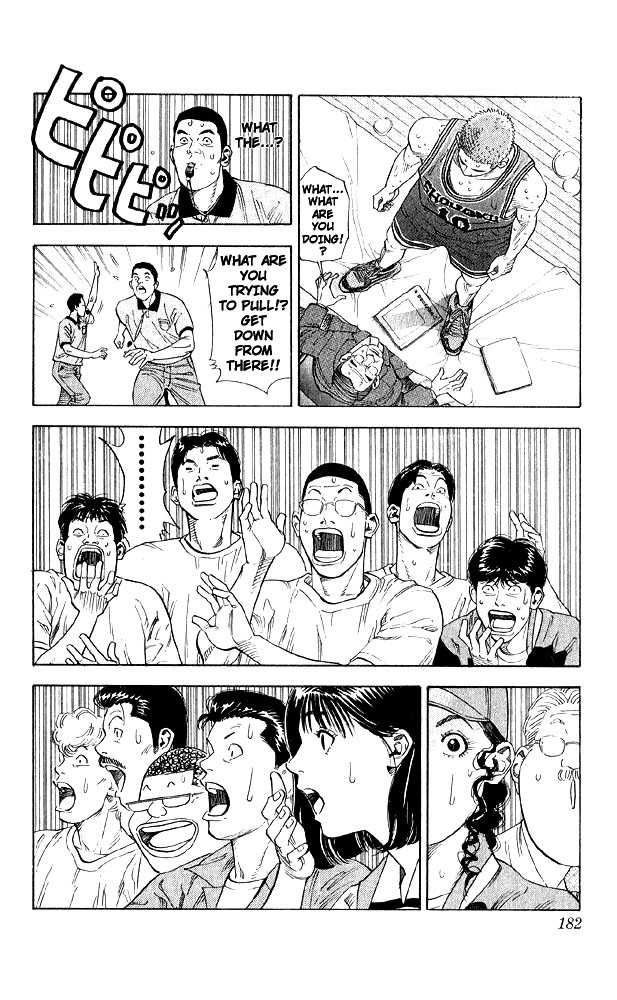 WHAT...
WHAT
ARE
YOU
DOING!
?
SHOHOKU
10
WHAT
THE...?
ピピピピッ
WHAT ARE
YOU
TRYING
TO PULL!?
GET
DOWN
FROM
THERE!!
182